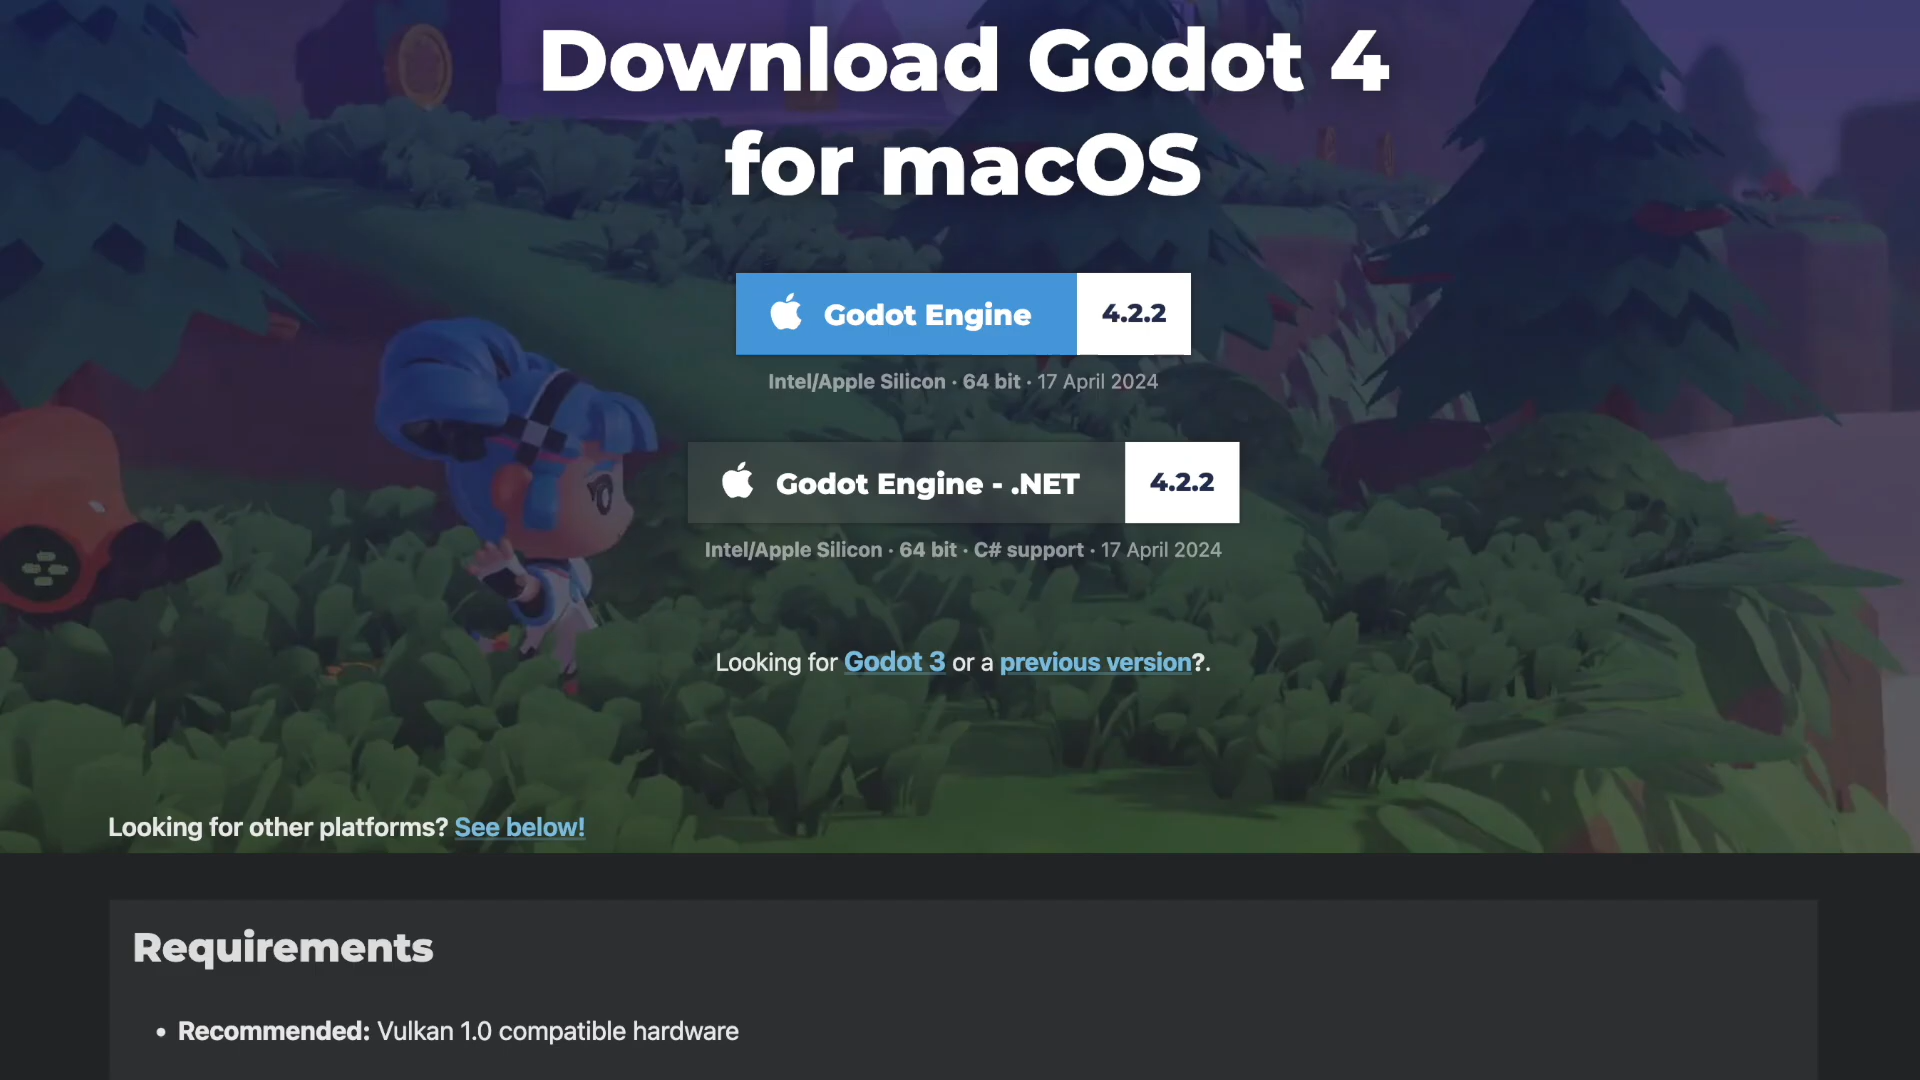 Download Godot 4
for macOS
Godot Engine 4.2.2
Intel/Apple Silicon · 64 bit · 17 April 2024
Godot Engine - .NET 4.2.2
Intel/Apple Silicon · 64 bit · C# support · 17 April 2024
Looking for Godot 3 or a previous version?.
Looking for other platforms? See below!
Requirements
• Recommended: Vulkan 1.0 compatible hardware